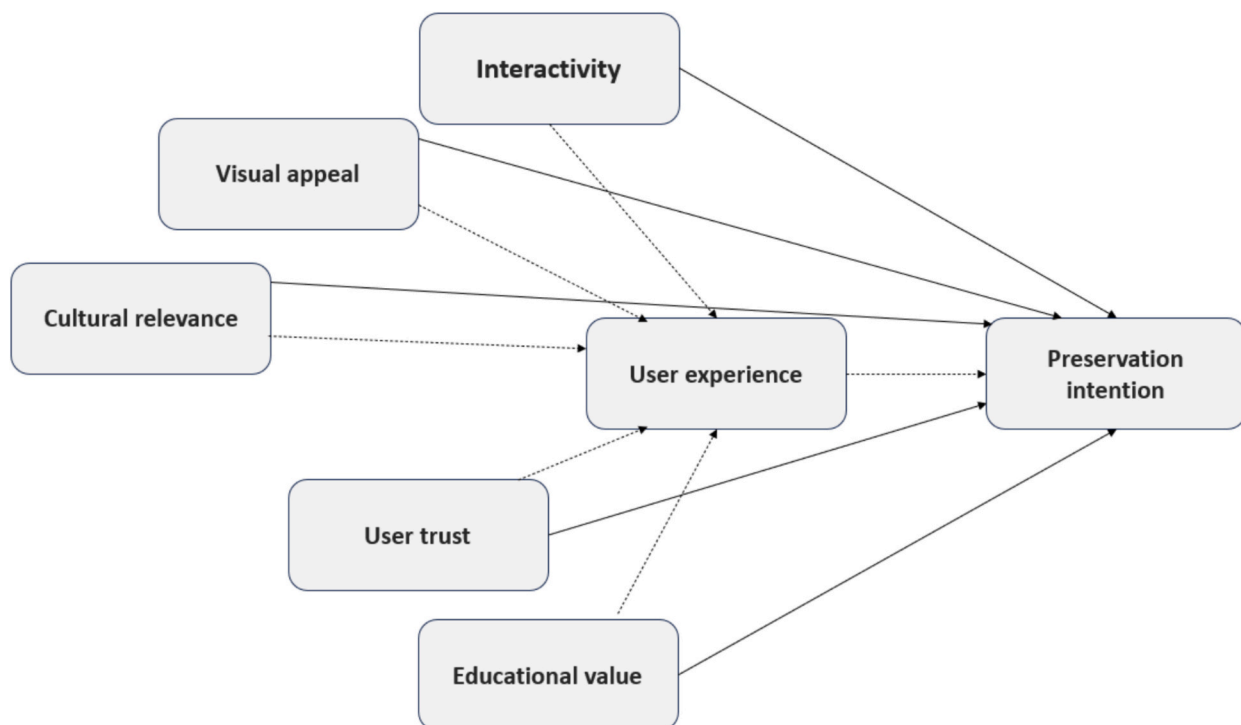 Interactivity
Visual appeal
Cultural relevance
User experience
Preservation
intention
User trust
Educational value